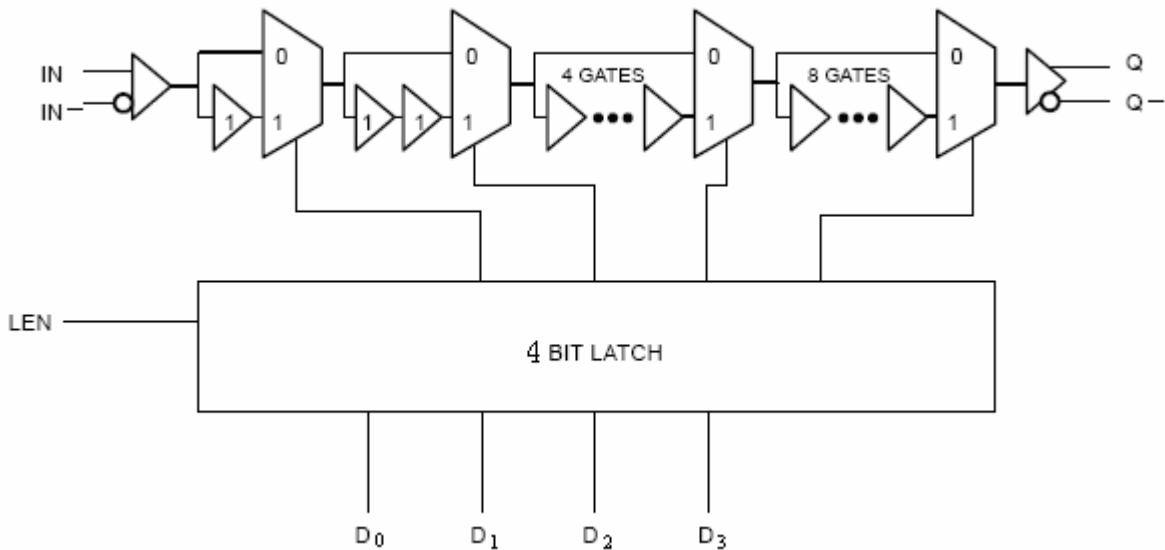 0
0
0
0
4 GATES
8 GATES
IN
IN
Q
Q
1
1
1
1
1
1
1
LEN
4 BIT LATCH
D0
D1
D2
D3